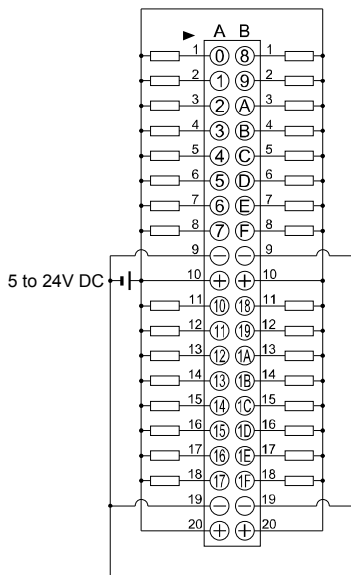 A B
1 0 8 1
2 1 9 2
3 2 A 3
4 3 B 4
5 4 C 5
6 5 D 6
7 6 E 7
8 7 F 8
9 − − 9
5 to 24V DC 10 + + 10
11 10 18 11
12 11 19 12
13 12 1A 13
14 13 1B 14
15 14 1C 15
16 15 1D 16
17 16 1E 17
18 17 1F 18
19 − − 19
20 + + 20